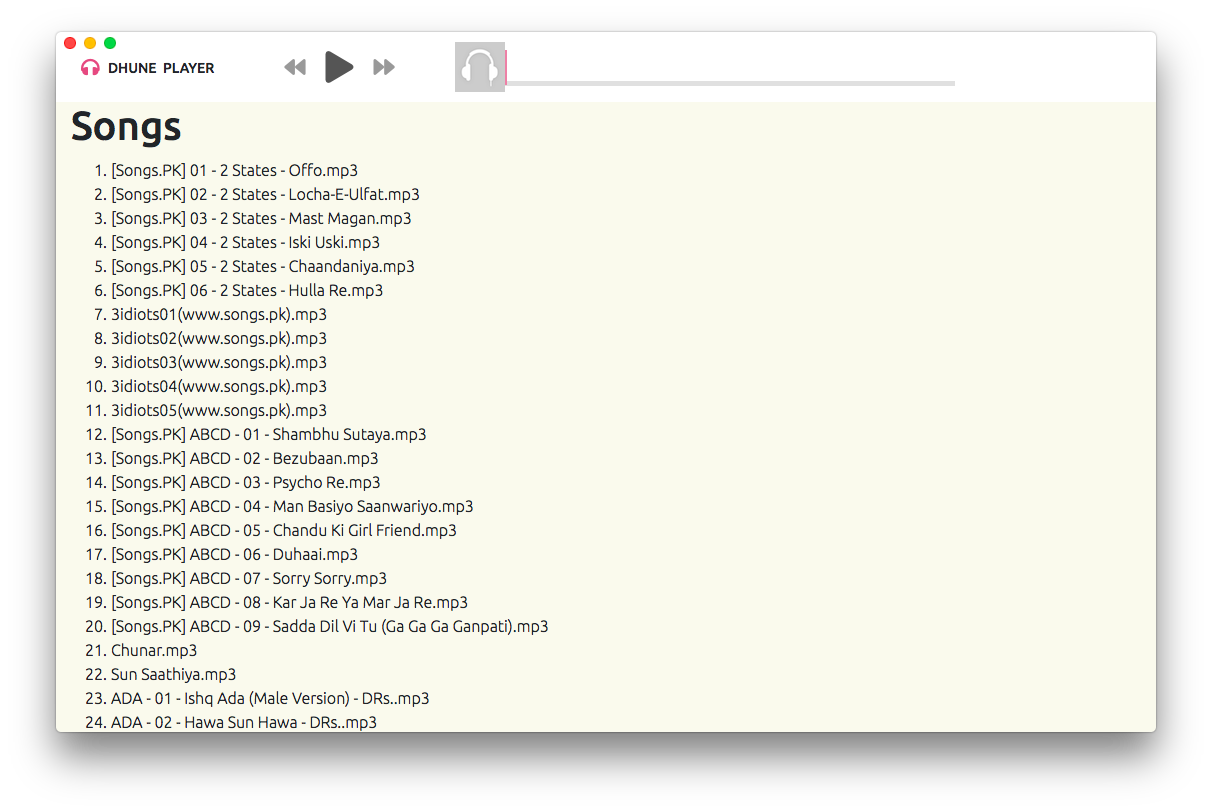 DHUNE PLAYER
Songs
1. [Songs.PK] 01 - 2 States - Offo.mp3
2. [Songs.PK] 02 - 2 States - Locha-E-Ulfat.mp3
3. [Songs.PK] 03 - 2 States - Mast Magan.mp3
4. [Songs.PK] 04 - 2 States - Iski Uski.mp3
5. [Songs.PK] 05 - 2 States - Chaandaniya.mp3
6. [Songs.PK] 06 - 2 States - Hulla Re.mp3
7. 3idiots01(www.songs.pk).mp3
8. 3idiots02(www.songs.pk).mp3
9. 3idiots03(www.songs.pk).mp3
10. 3idiots04(www.songs.pk).mp3
11. 3idiots05(www.songs.pk).mp3
12. [Songs.PK] ABCD - 01 - Shambhu Sutaya.mp3
13. [Songs.PK] ABCD - 02 - Bezubaan.mp3
14. [Songs.PK] ABCD - 03 - Psycho Re.mp3
15. [Songs.PK] ABCD - 04 - Man Basiyo Saanwariyo.mp3
16. [Songs.PK] ABCD - 05 - Chandu Ki Girl Friend.mp3
17. [Songs.PK] ABCD - 06 - Duhaai.mp3
18. [Songs.PK] ABCD - 07 - Sorry Sorry.mp3
19. [Songs.PK] ABCD - 08 - Kar Ja Re Ya Mar Ja Re.mp3
20. [Songs.PK] ABCD - 09 - Sadda Dil Vi Tu (Ga Ga Ga Ganpati).mp3
21. Chunar.mp3
22. Sun Saathiya.mp3
23. ADA - 01 - Ishq Ada (Male Version) - DRs..mp3
24. ADA - 02 - Hawa Sun Hawa - DRs..mp3